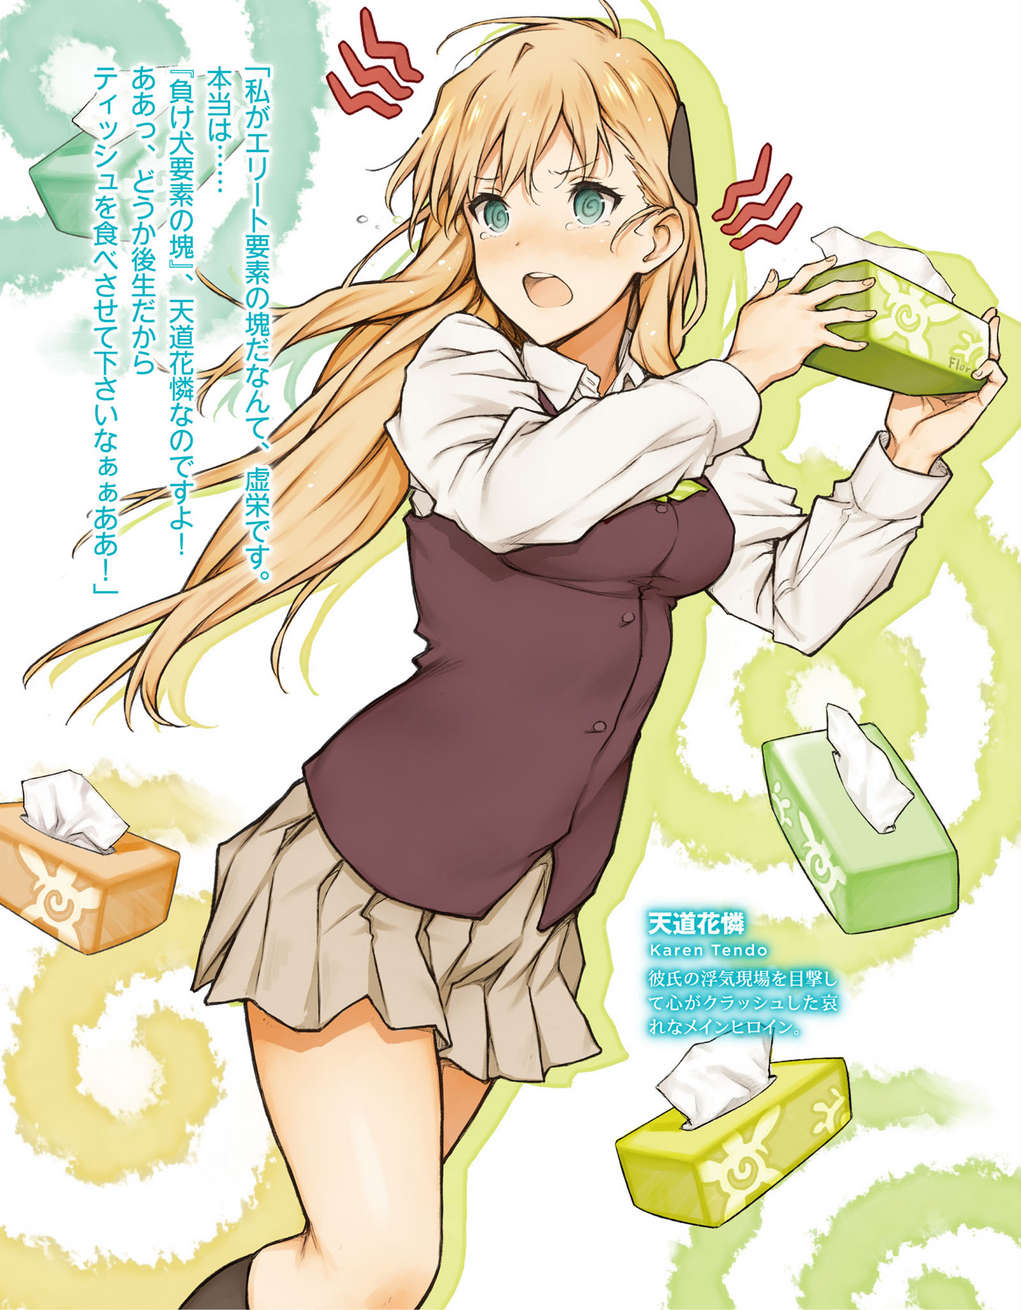 「私がエリート要素の塊だなんて、虚栄です。
本当は……
『負け犬要素の塊』、天道花憐なのですよ！
ああっ、どうか後生だから
ティッシュを食べさせて下さいなぁぁああ！」
Flor
天道花憐
Karen Tendo
彼氏の浮気現場を目撃し
て心がクラッシュした哀
れなメインヒロイン。